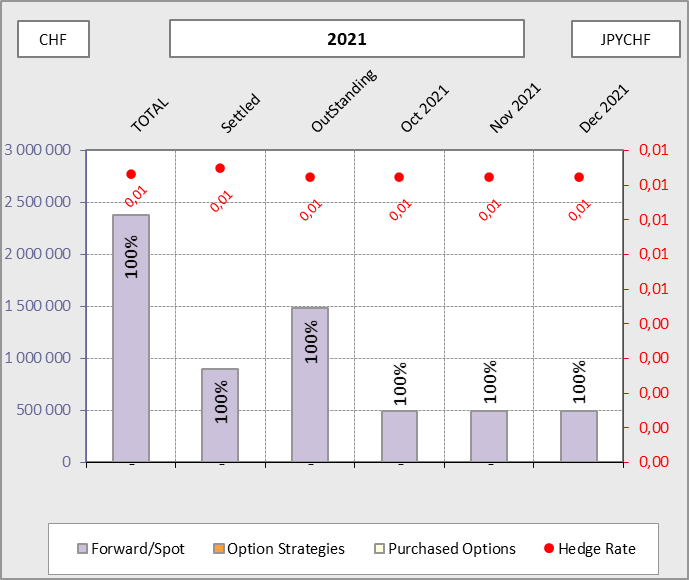 CHF
2021
JPYCHF
TOTAL
Settled
OutStanding
Oct 2021
Nov 2021
Dec 2021
3 000 000
2 500 000
2 000 000
1 500 000
1 000 000
500 000
0
0,01
0,01
0,01
0,01
0,01
0,01
100%
100%
100%
100%
100%
100%
0,01
0,01
0,01
0,01
0,01
0,00
0,00
0,00
0,00
0,00
Forward/Spot
Option Strategies
Purchased Options
Hedge Rate